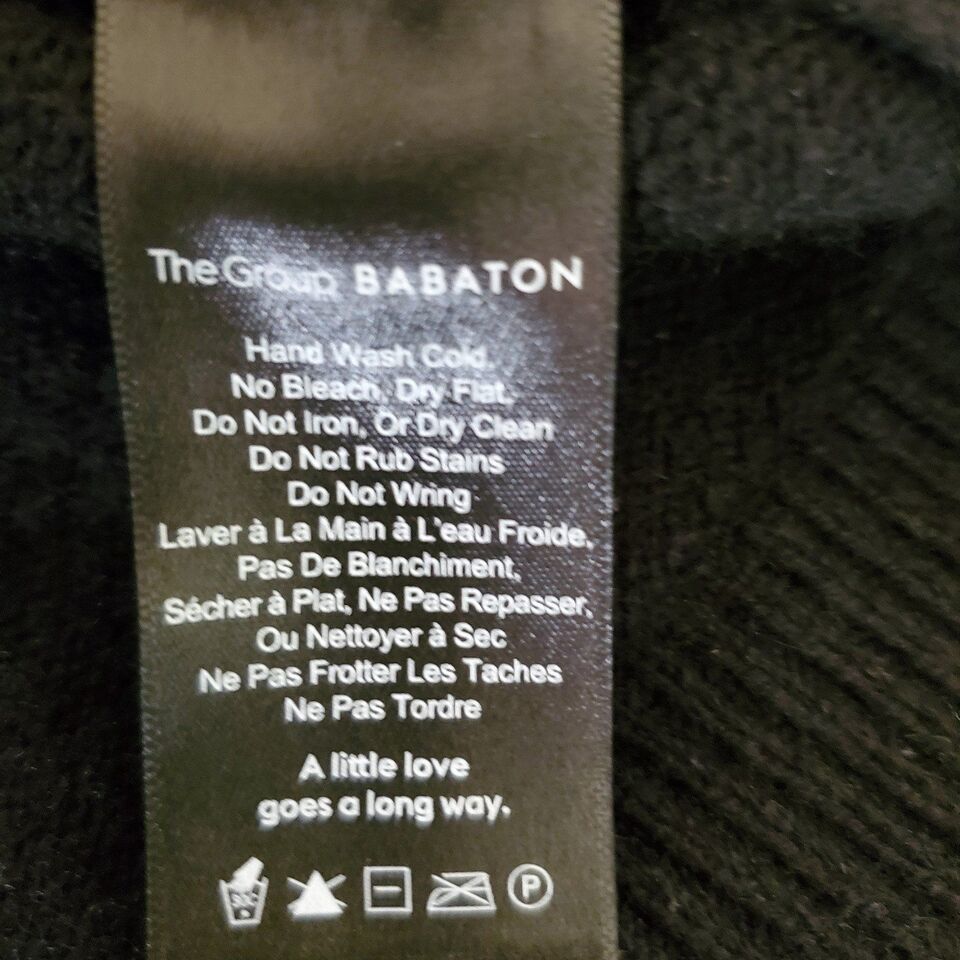 The Group BABATON
Hand Wash Cold.
No Bleach, Dry Flat.
Do Not Iron, Or Dry Clean
Do Not Rub Stains
Do Not Wring
Laver à La Main à L'eau Froide,
Pas De Blanchiment,
Sécher à Plat, Ne Pas Repasser,
Ou Nettoyer à Sec
Ne Pas Frotter Les Taches
Ne Pas Tordre
A little love
goes a long way.
30C P